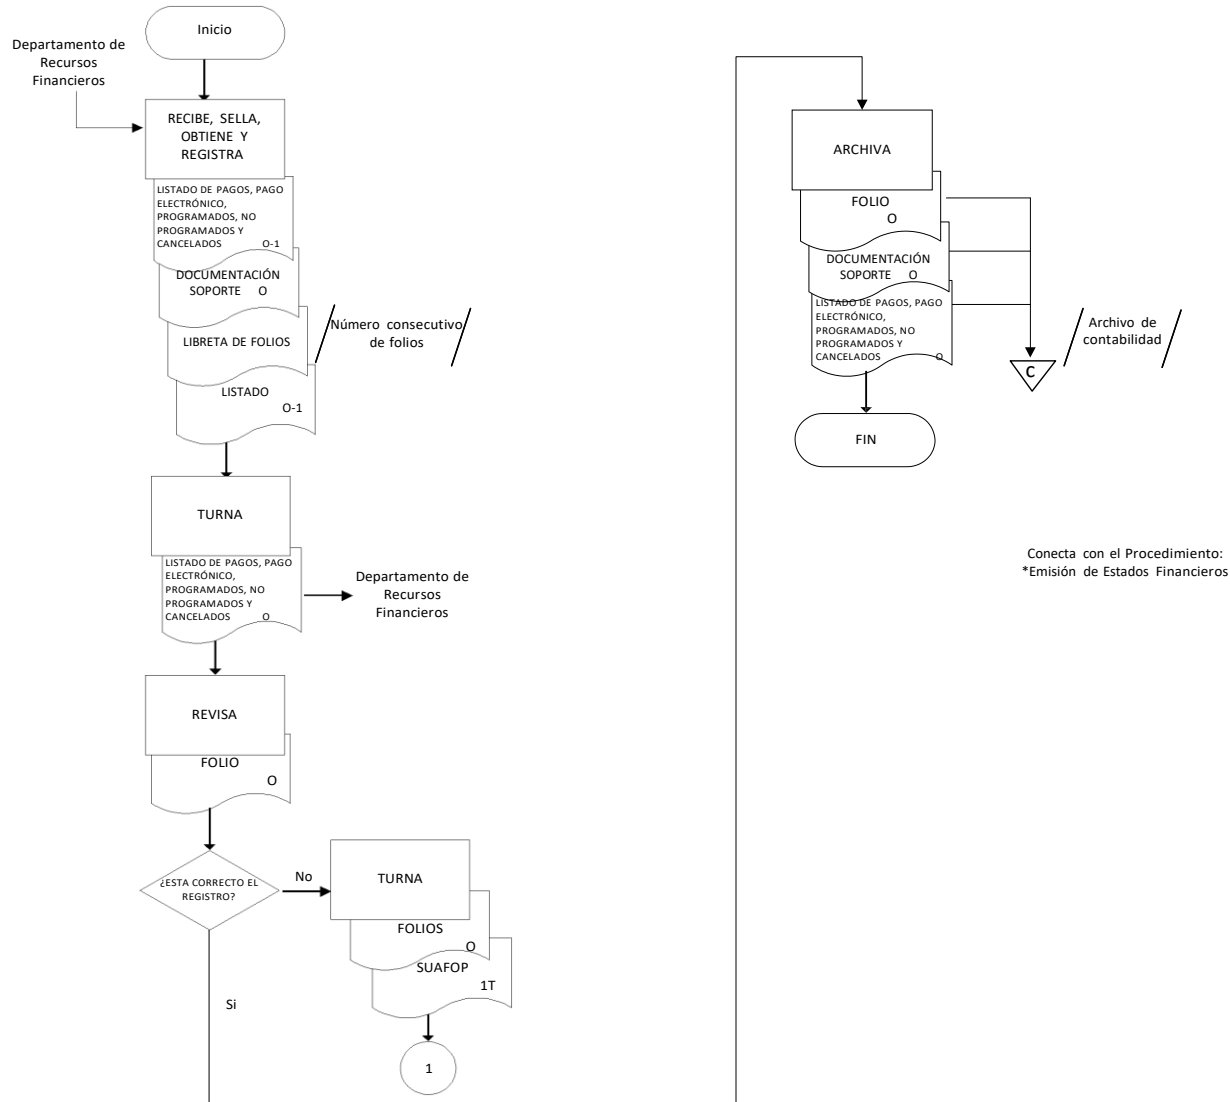 Inicio
Departamento de
Recursos
Financieros
RECIBE, SELLA,
OBTIENE Y
REGISTRA
LISTADO DE PAGOS, PAGO
ELECTRÓNICO,
PROGRAMADOS, NO
PROGRAMADOS Y
CANCELADOS O-1
DOCUMENTACIÓN
SOPORTE O
LIBRETA DE FOLIOS
Número consecutivo
de folios
LISTADO
O-1
TURNA
LISTADO DE PAGOS, PAGO
ELECTRÓNICO,
PROGRAMADOS, NO
PROGRAMADOS Y
CANCELADOS O
Departamento de
Recursos
Financieros
REVISA
FOLIO
O
¿ESTA CORRECTO EL
REGISTRO?
No
TURNA
FOLIOS
O
SUAFOP
1T
Si
1
ARCHIVA
FOLIO
O
DOCUMENTACIÓN
SOPORTE O
LISTADO DE PAGOS, PAGO
ELECTRÓNICO,
PROGRAMADOS, NO
PROGRAMADOS Y
CANCELADOS O
C
Archivo de
contabilidad
FIN
Conecta con el Procedimiento:
*Emisión de Estados Financieros